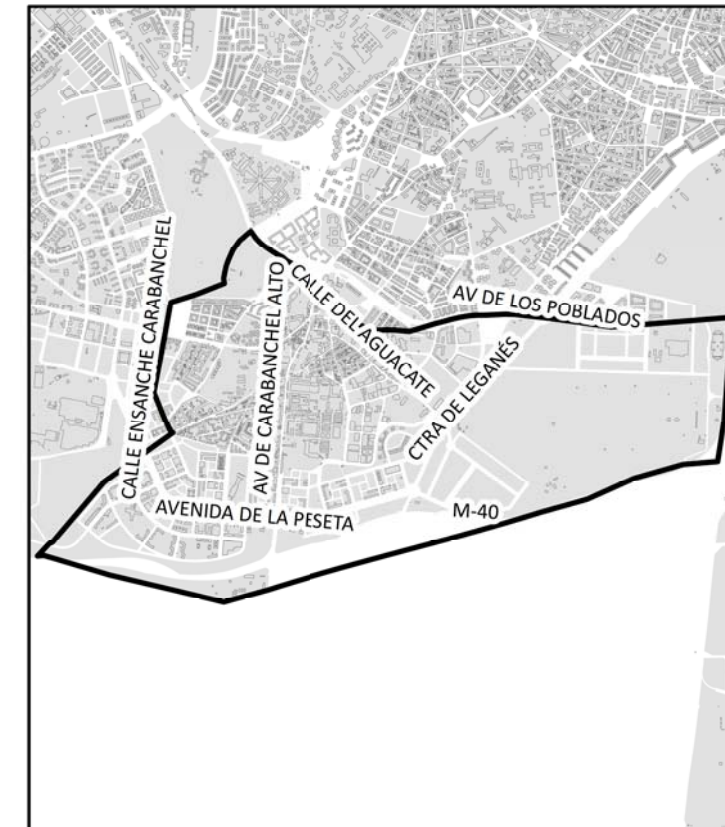 CALLE ENSANCHE CARABANCHEL
AV DE CARABANCHEL ALTO
CALLE DEL AGUACATE
AV DE LOS POBLADOS
CTRA DE LEGANÉS
AVENIDA DE LA PESETA
M-40